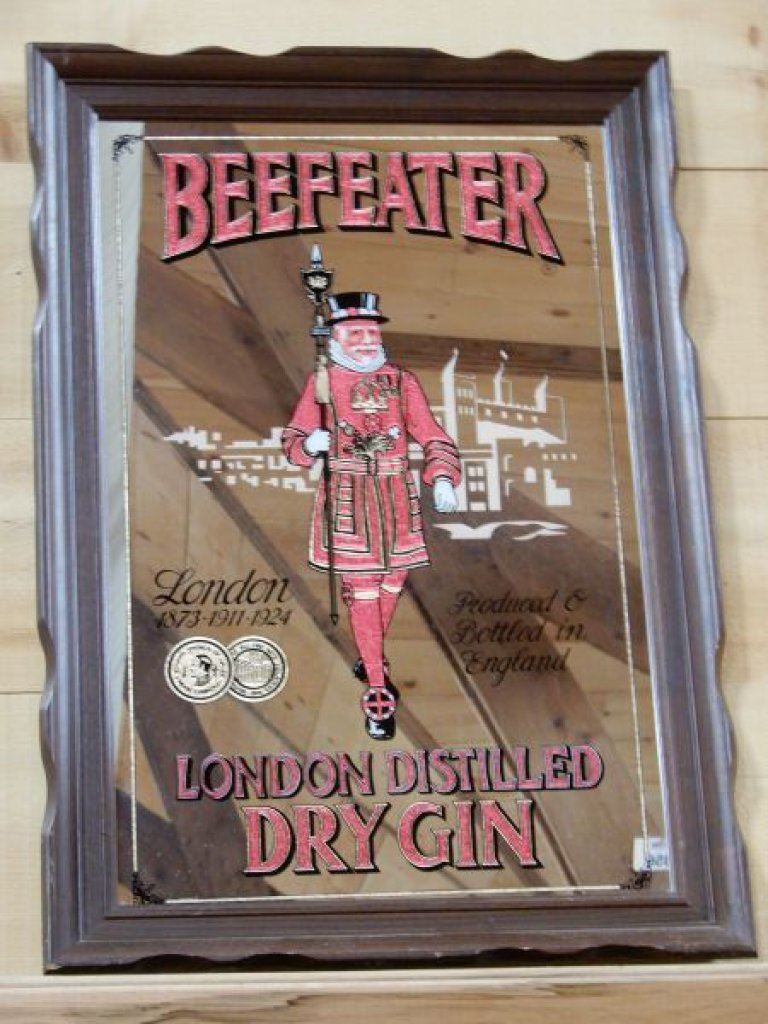 BEEFEATER
London
1873-1911-1924
Produced &
Bottled in
England
LONDON DISTILLED
DRY GIN